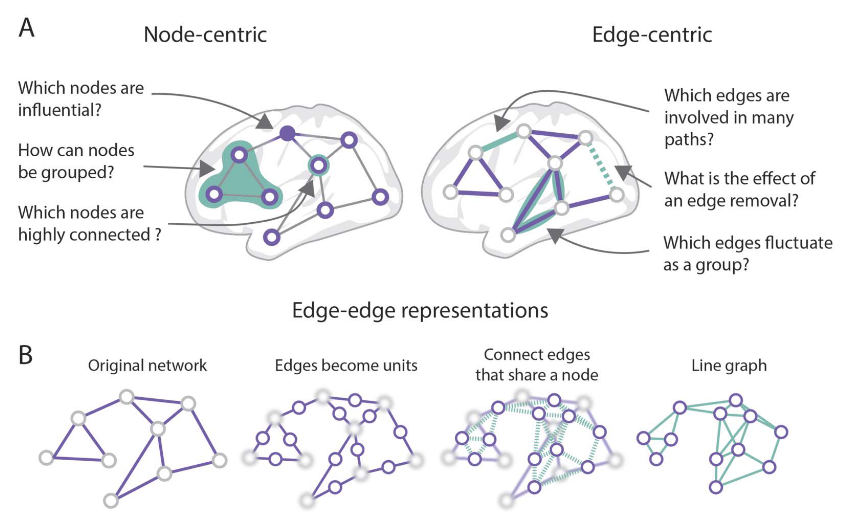 A
Node-centric
Edge-centric
Which nodes are
influential?
How can nodes
be grouped?
Which nodes are
highly connected ?
Which edges are
involved in many
paths?
What is the effect of
an edge removal?
Which edges fluctuate
as a group?
Edge-edge representations
B
Original network
Edges become units
Connect edges
that share a node
Line graph